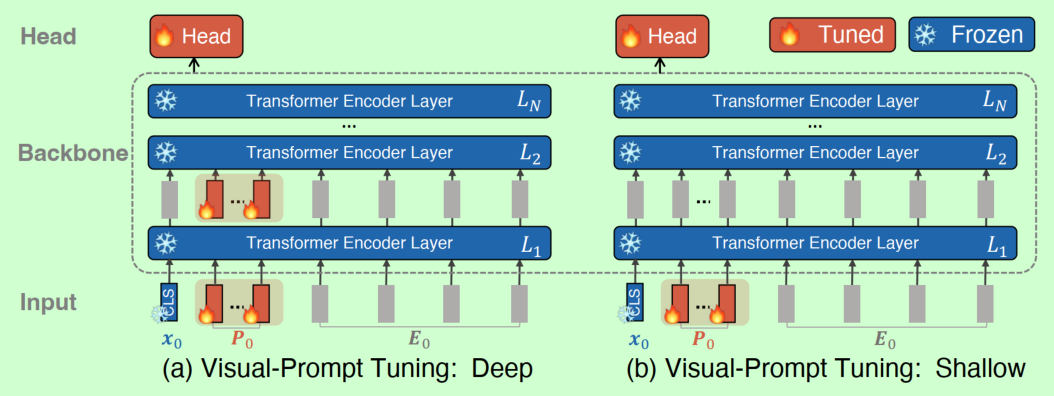 Head
Head
Head
Tuned
Frozen
Backbone
Transformer Encoder Layer L_N
...
Transformer Encoder Layer L_2
...
Transformer Encoder Layer L_1
Transformer Encoder Layer L_N
...
Transformer Encoder Layer L_2
...
Transformer Encoder Layer L_1
Input
CLS
...
x_0
P_0
E_0
CLS
...
x_0
P_0
E_0
(a) Visual-Prompt Tuning: Deep
(b) Visual-Prompt Tuning: Shallow